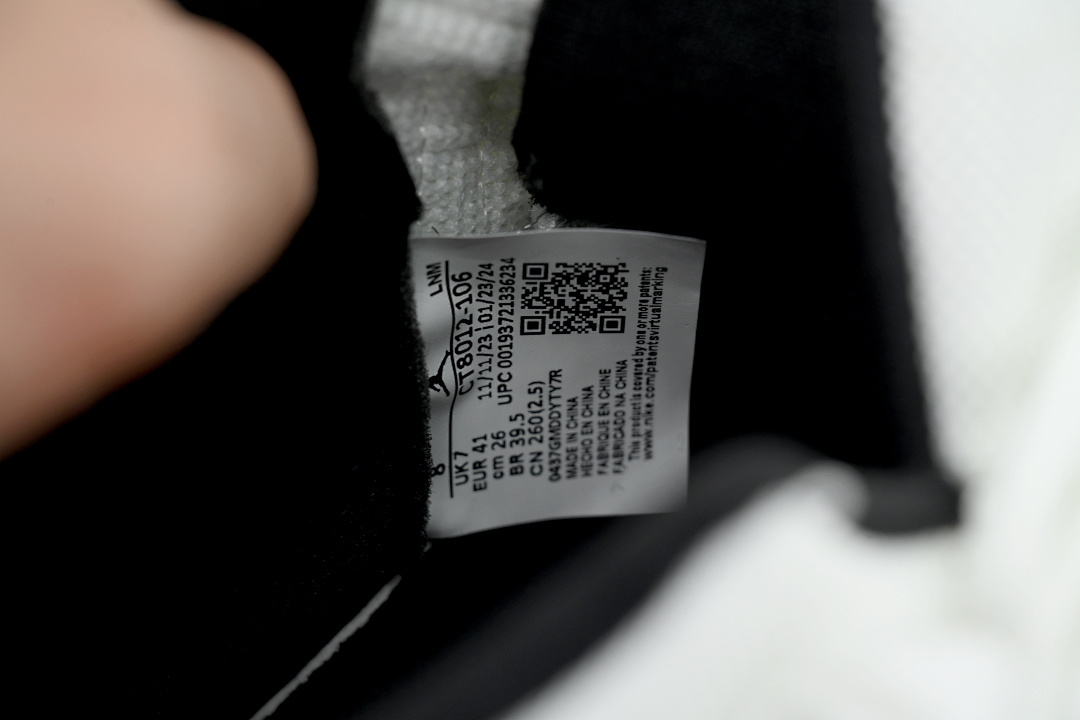 LNM
8
CT8012-106
UK 7
11/11/23 | 01/23/24
EUR 41
UPC 00193721336234
cm 26
BR 39.5
CN 260(2.5)
0437GMDDYTY7R
MADE IN CHINA
HECHO EN CHINA
FABRIQUE EN CHINE
FABRICADO NA CHINA
This product is covered by one or more patents:
www.nike.com/patentsvirtualmarking